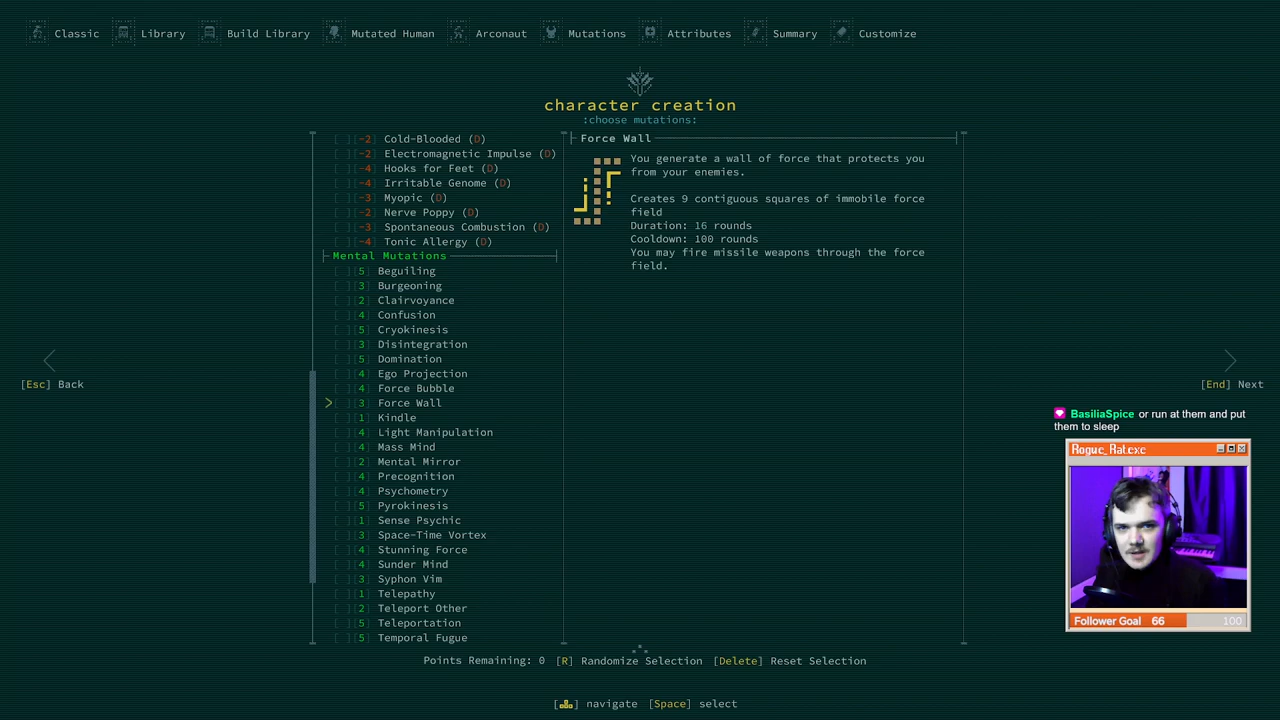 Classic Library Build Library Mutated Human Arconaut Mutations Attributes Summary Customize
character creation
:choose mutations:
[ ][-2] Cold-Blooded (D)
[ ][-2] Electromagnetic Impulse (D)
[ ][-4] Hooks for Feet (D)
[ ][-4] Irritable Genome (D)
[ ][-3] Myopic (D)
[ ][-2] Nerve Poppy (D)
[ ][-3] Spontaneous Combustion (D)
[ ][-4] Tonic Allergy (D)
Mental Mutations
[ ][5] Beguiling
[ ][3] Burgeoning
[ ][2] Clairvoyance
[ ][4] Confusion
[ ][5] Cryokinesis
[ ][3] Disintegration
[ ][5] Domination
[ ][4] Ego Projection
[ ][4] Force Bubble
> [ ][3] Force Wall
[ ][1] Kindle
[ ][4] Light Manipulation
[ ][4] Mass Mind
[ ][2] Mental Mirror
[ ][4] Precognition
[ ][4] Psychometry
[ ][5] Pyrokinesis
[ ][1] Sense Psychic
[ ][3] Space-Time Vortex
[ ][4] Stunning Force
[ ][4] Sunder Mind
[ ][3] Syphon Vim
[ ][1] Telepathy
[ ][2] Teleport Other
[ ][5] Teleportation
[ ][5] Temporal Fugue
Force Wall
You generate a wall of force that protects you
from your enemies.
Creates 9 contiguous squares of immobile force
field
Duration: 16 rounds
Cooldown: 100 rounds
You may fire missile weapons through the force
field.
[Esc] Back
[End] Next
BasiliaSpice or run at them and put
them to sleep
Rogue_Rat.exe
Follower Goal 66 100
Points Remaining: 0 [R] Randomize Selection [Delete] Reset Selection
navigate [Space] select